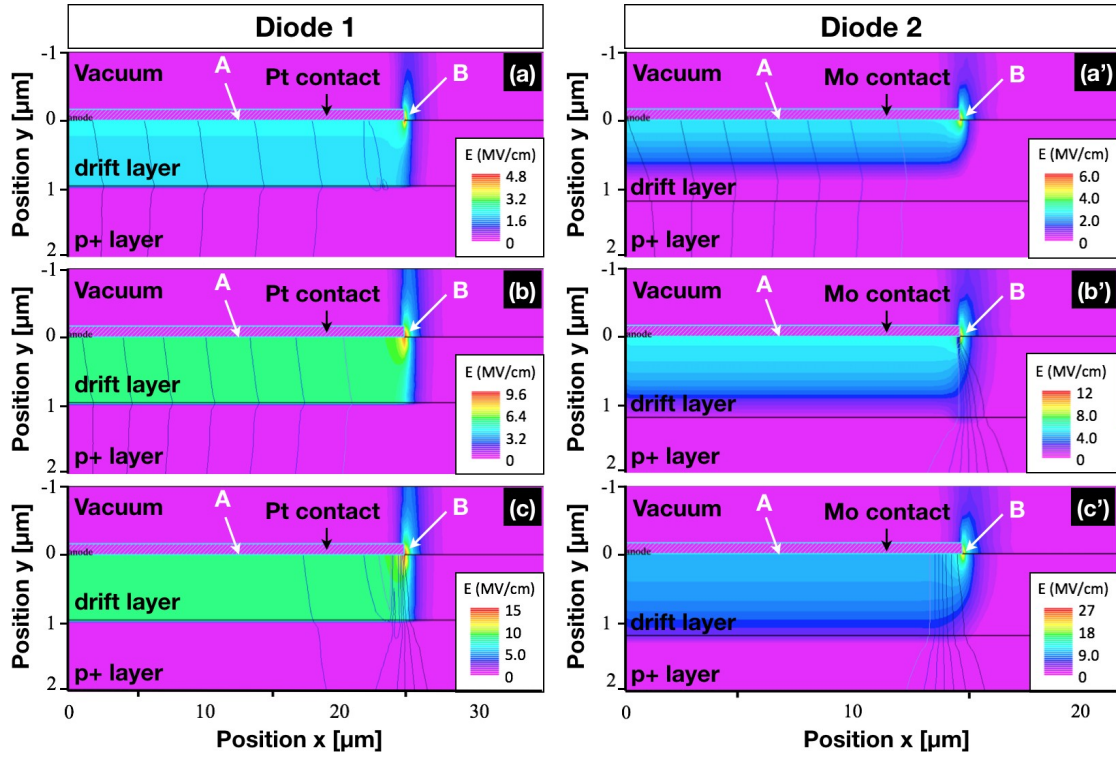 Diode 1
Diode 2
-1
Vacuum
A
Pt contact
B
(a)
0
anode
drift layer
E (MV/cm)
4.8
3.2
1.6
0
1
p+ layer
2
Position y [µm]
-1
Vacuum
A
Mo contact
B
(a')
0
anode
drift layer
E (MV/cm)
6.0
4.0
2.0
0
1
p+ layer
2
Position y [µm]
-1
Vacuum
A
Pt contact
B
(b)
0
anode
drift layer
E (MV/cm)
9.6
6.4
3.2
0
1
p+ layer
2
Position y [µm]
-1
Vacuum
A
Mo contact
B
(b')
0
anode
drift layer
E (MV/cm)
12
8.0
4.0
0
1
p+ layer
2
Position y [µm]
-1
Vacuum
A
Pt contact
B
(c)
0
anode
drift layer
E (MV/cm)
15
10
5.0
0
1
p+ layer
2
Position y [µm]
0 10 20 30
Position x [µm]
-1
Vacuum
A
Mo contact
B
(c')
0
anode
drift layer
E (MV/cm)
27
18
9.0
0
1
p+ layer
2
Position y [µm]
0 10 20
Position x [µm]